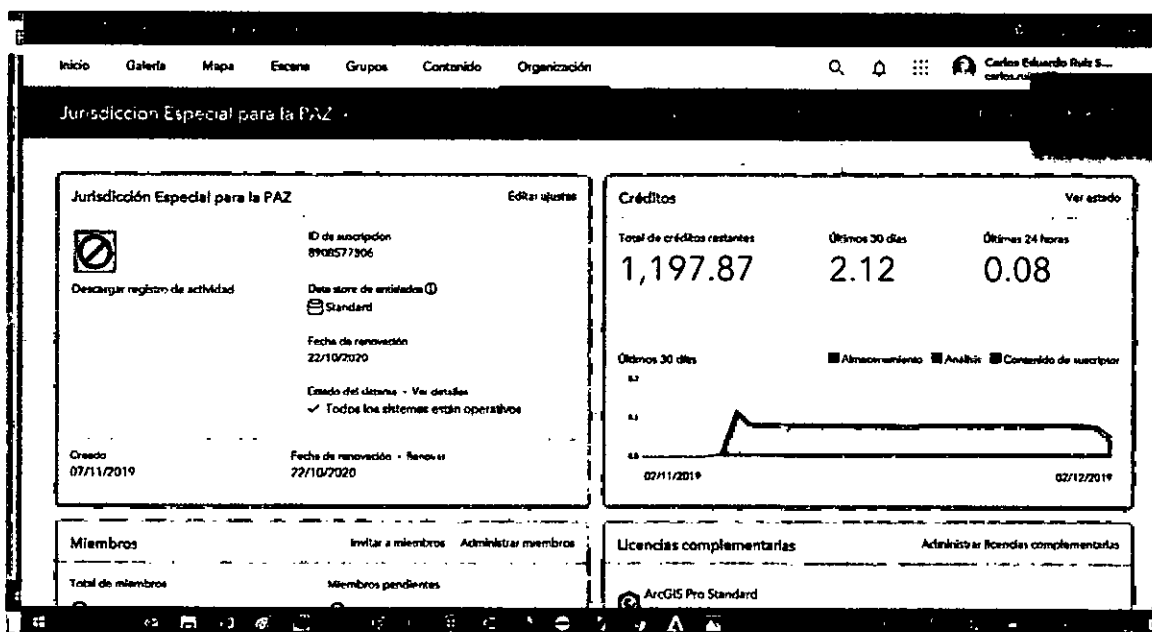 Inicio Galería Mapa Escena Grupos Contenido Organización
Carlos Eduardo Ruiz S...
Jurisdiccion Especial para la PAZ
Jurisdicción Especial para la PAZ Editar ajustes
ID de suscripción
8908577306
Descargar registro de actividad
Data store de entidades
Standard
Fecha de renovación
22/10/2020
Estado del sistema - Ver detalles
Todos los sistemas están operativos
Creado
07/11/2019
Fecha de renovación - Renovar
22/10/2020
Créditos Ver estado
Total de créditos restantes
1,197.87
Últimos 30 días
2.12
Últimas 24 horas
0.08
Últimos 30 días
Almacenamiento Análisis Contenido de suscriptor
0.0
02/11/2019 02/12/2019
Miembros Invitar a miembros Administrar miembros
Total de miembros Miembros pendientes
Licencias complementarias Administrar licencias complementarias
ArcGIS Pro Standard